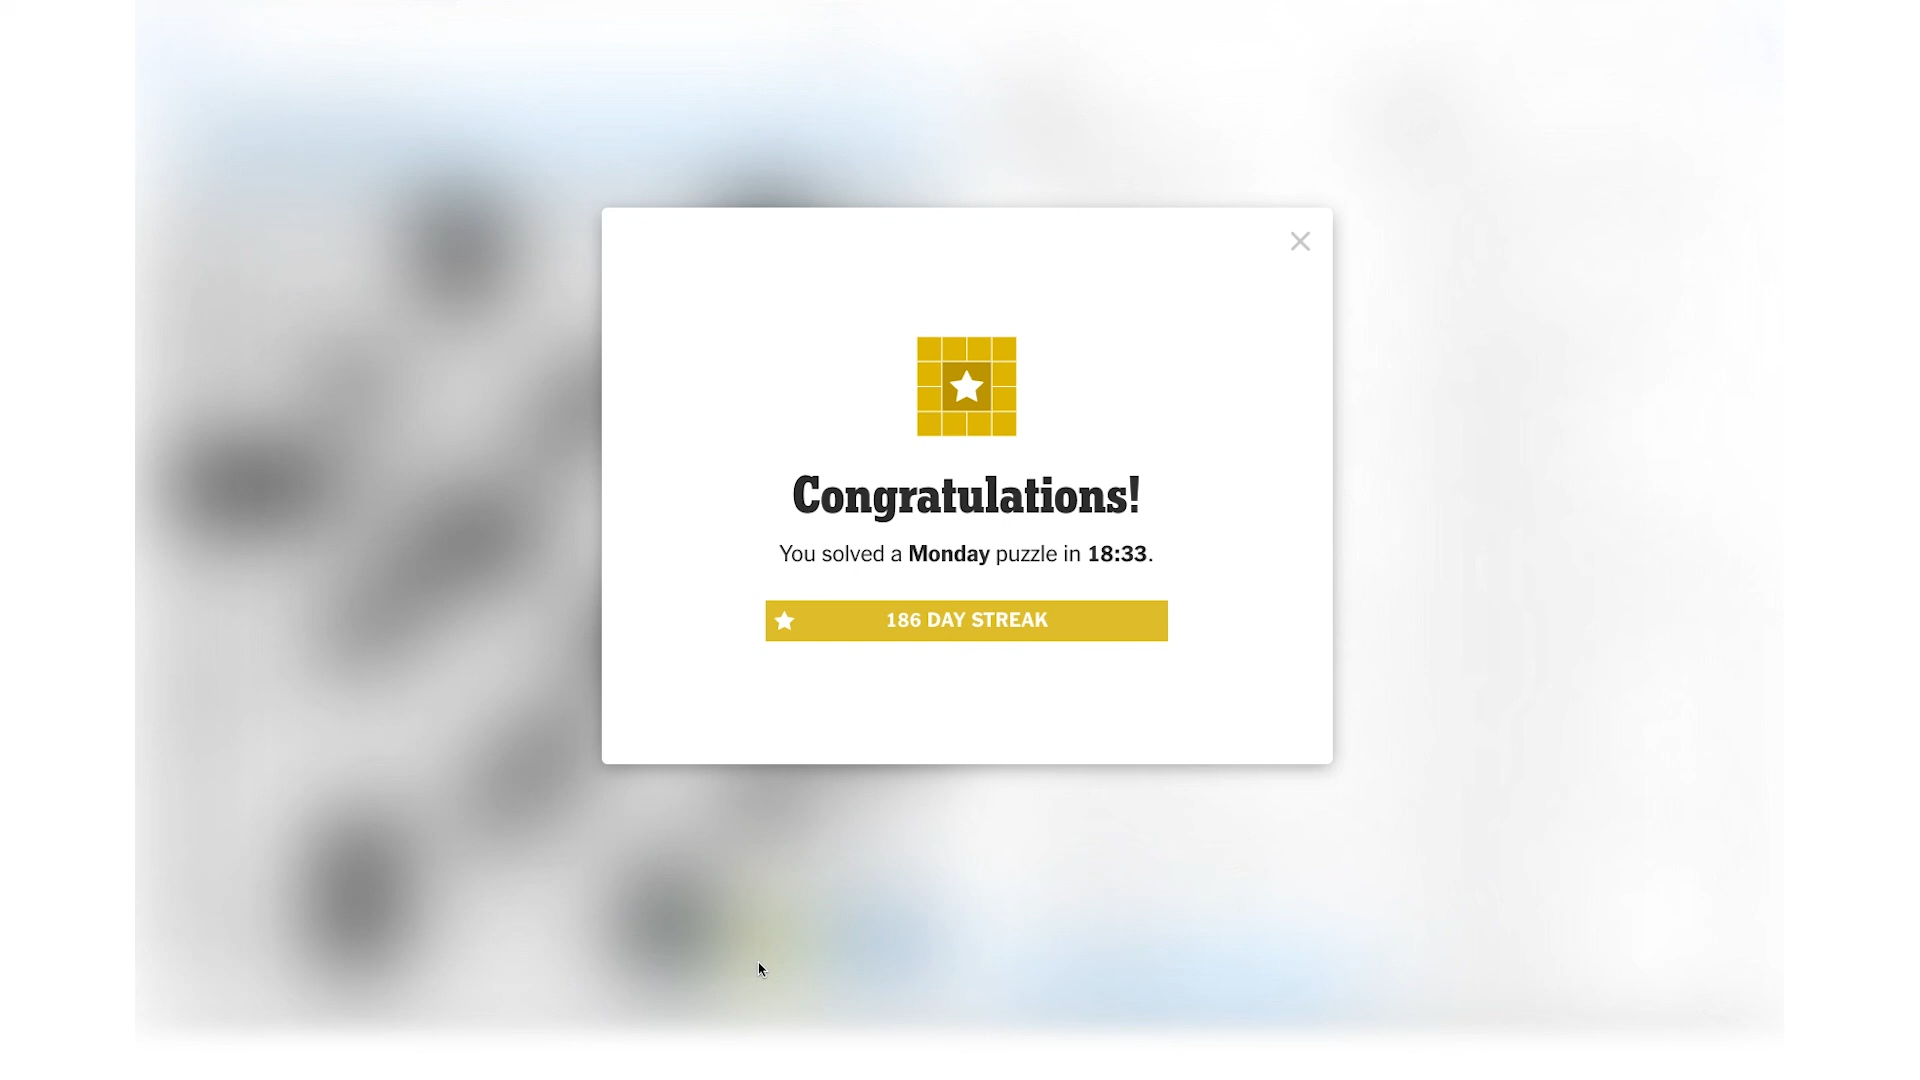 Congratulations!
You solved a Monday puzzle in 18:33.
186 DAY STREAK